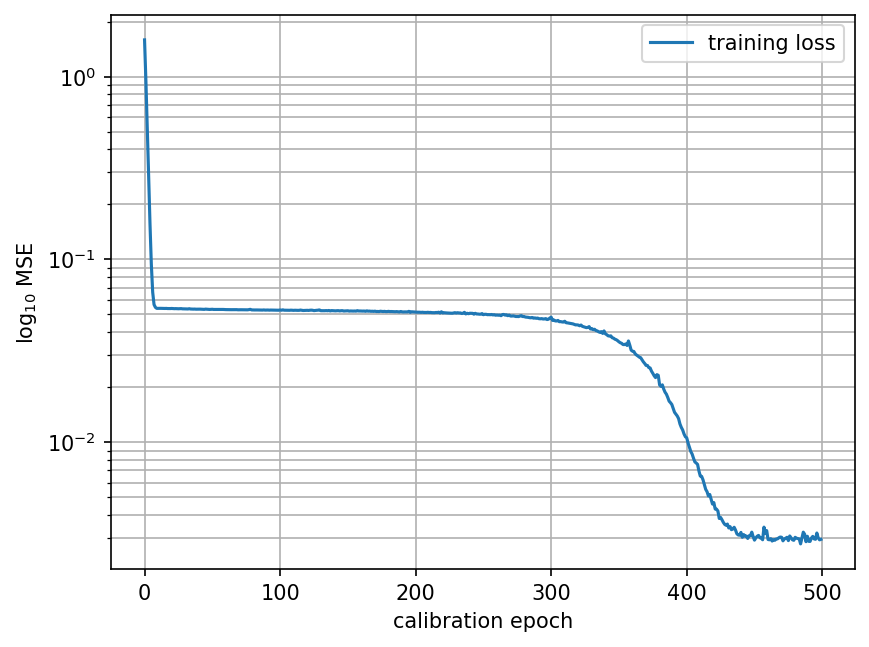 training loss
10⁰
10⁻¹
10⁻²
log₁₀ MSE
0 100 200 300 400 500
calibration epoch